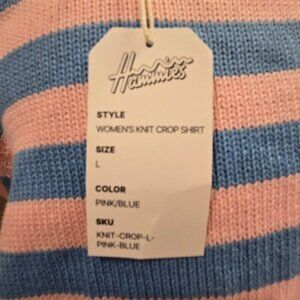 Hammies
STYLE
WOMEN'S KNIT CROP SHIRT
SIZE
L
COLOR
PINK/BLUE
SKU
KNIT-CROP-L-
PINK-BLUE